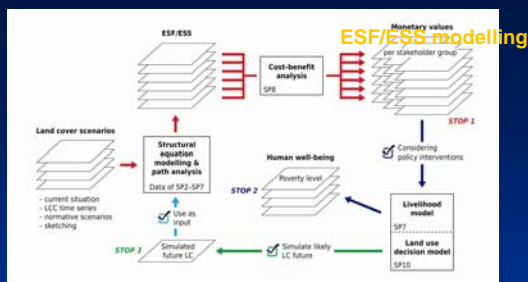 ESF/ESS modelling
ESF/ESS
Monetary values
per stakeholder group
Cost-benefit
analysis
SP8
STOP 1
Land cover scenarios
– current situation
– LCC time series
– normative scenarios
– sketching
Structural
equation
modelling &
path analysis
Data of SP2–SP7
Considering
policy interventions
Human well-being
Poverty level
STOP 2
Livelihood
model
SP7
Land use
decision model
SP10
Use as
input
STOP 3
Simulated
future LC
Simulate likely
LC future